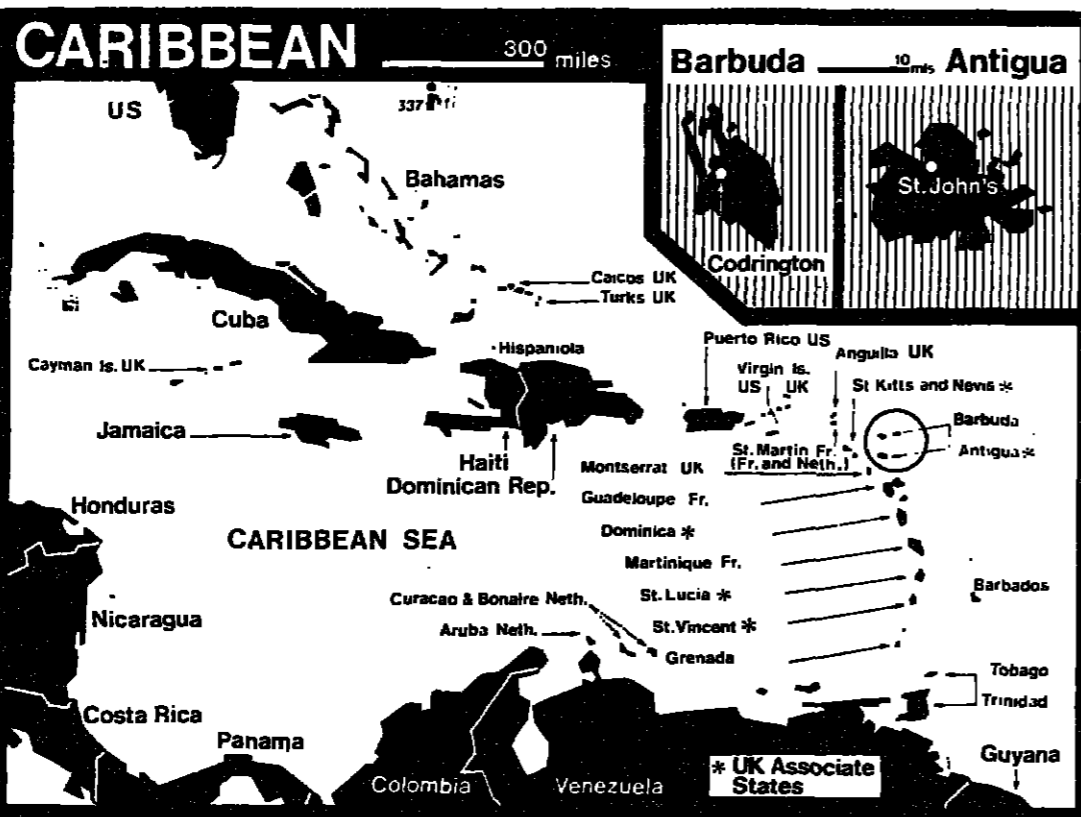 CARIBBEAN
300 miles
Barbuda 10mls Antigua
US
337
Bahamas
St. John's
Codrington
Caicos UK
Turks UK
Cuba
Hispaniola
Puerto Rico US
Anguilla UK
Cayman Is. UK
Virgin Is.
US UK
St Kitts and Nevis *
Jamaica
Barbuda
Antigua *
Haiti
Dominican Rep.
St. Martin Fr.
(Fr. and Neth.)
Montserrat UK
Guadeloupe Fr.
Honduras
CARIBBEAN SEA
Dominica *
Martinique Fr.
Barbados
Curacao & Bonaire Neth.
St. Lucia *
Nicaragua
Aruba Neth.
St. Vincent *
Grenada
Tobago
Trinidad
Costa Rica
Panama
Guyana
Colombia
Venezuela
* UK Associate
States